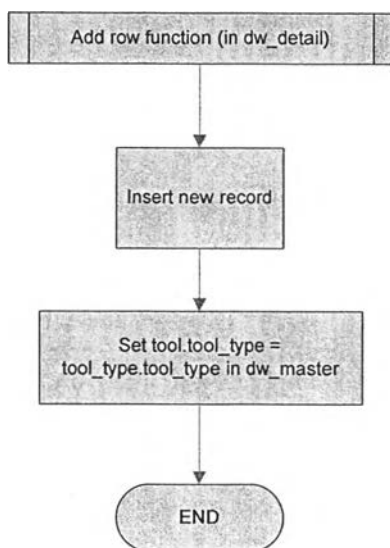 Add row function (in dw_detail)
Insert new record
Set tool.tool_type =
tool_type.tool_type in dw_master
END